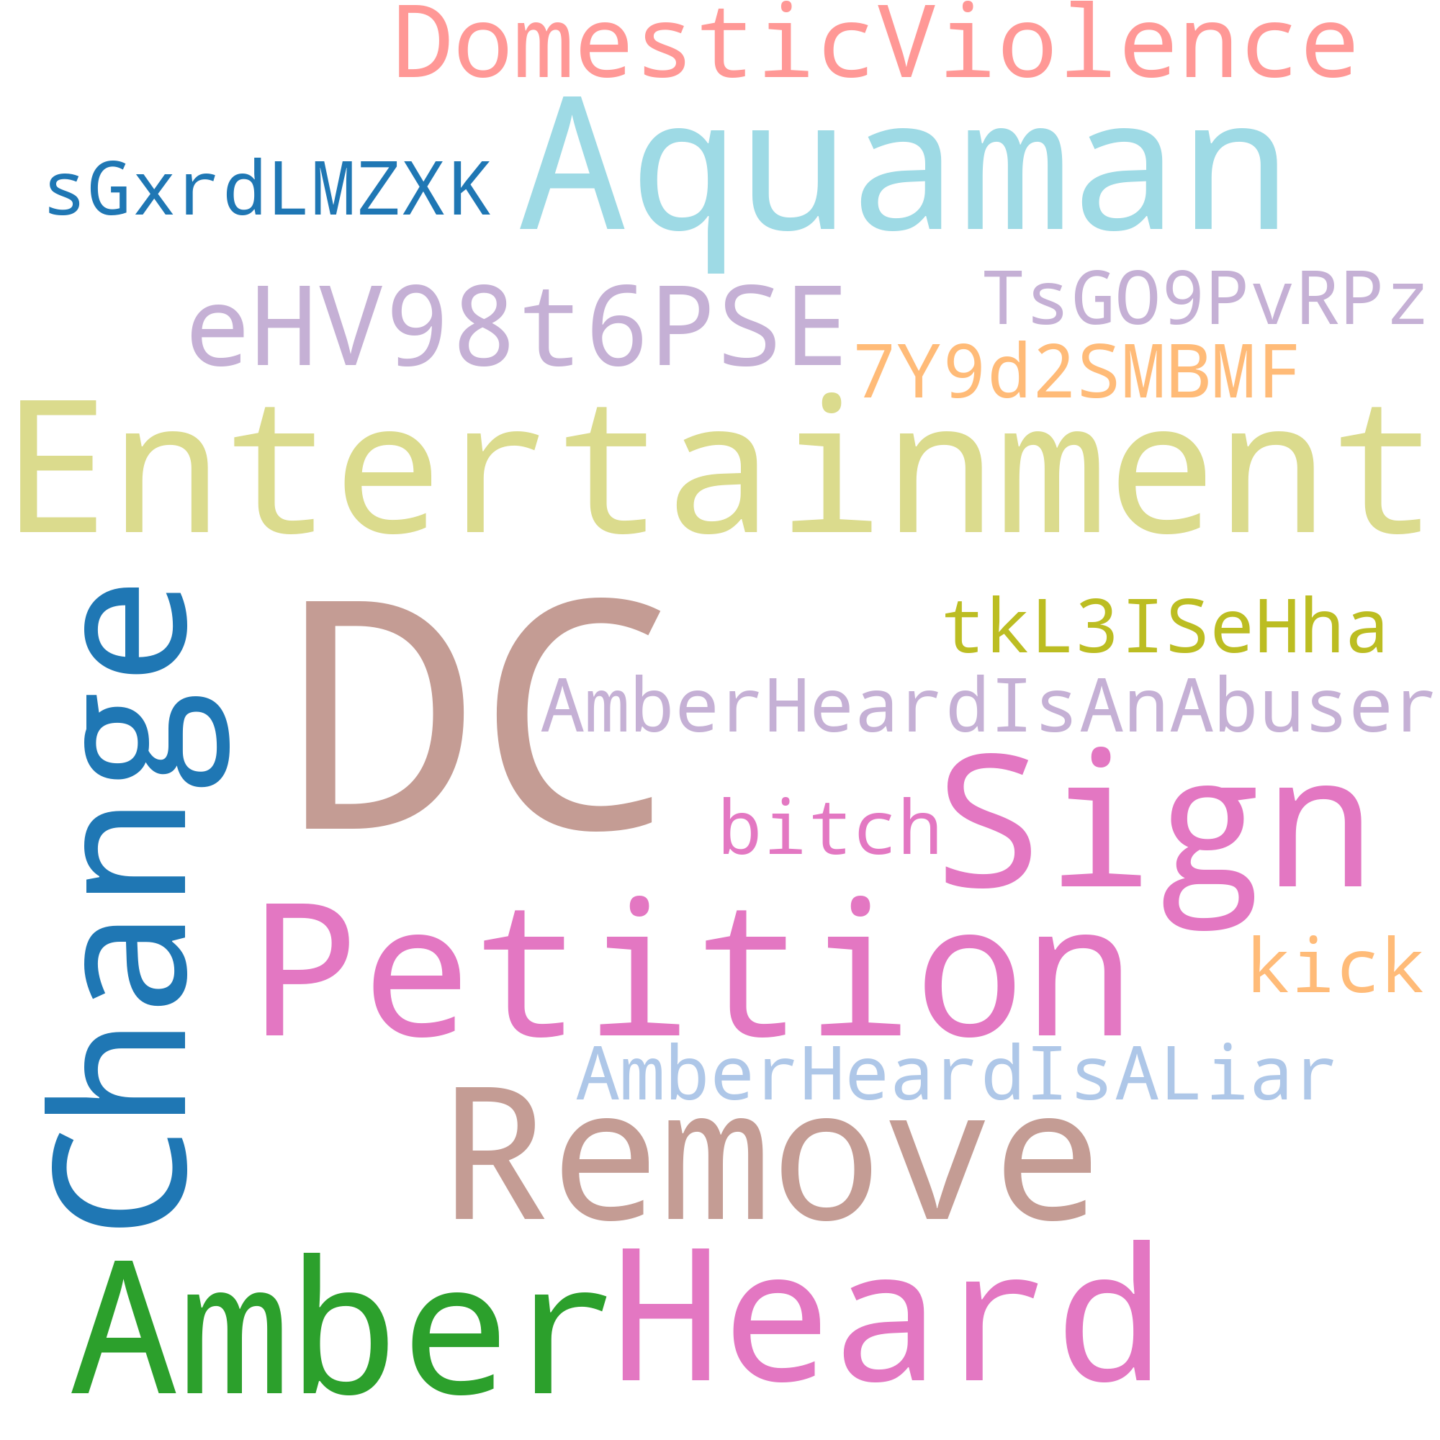 DomesticViolence
Aquaman
sGxrdLMZXK
eHV98t6PSE
TsGO9PvRPz
7Y9d2SMBMF
Entertainment
Change
DC
tkL3ISeHha
AmberHeardIsAnAbuser
Sign
bitch
Petition
kick
AmberHeardIsALiar
Remove
Amber
Heard